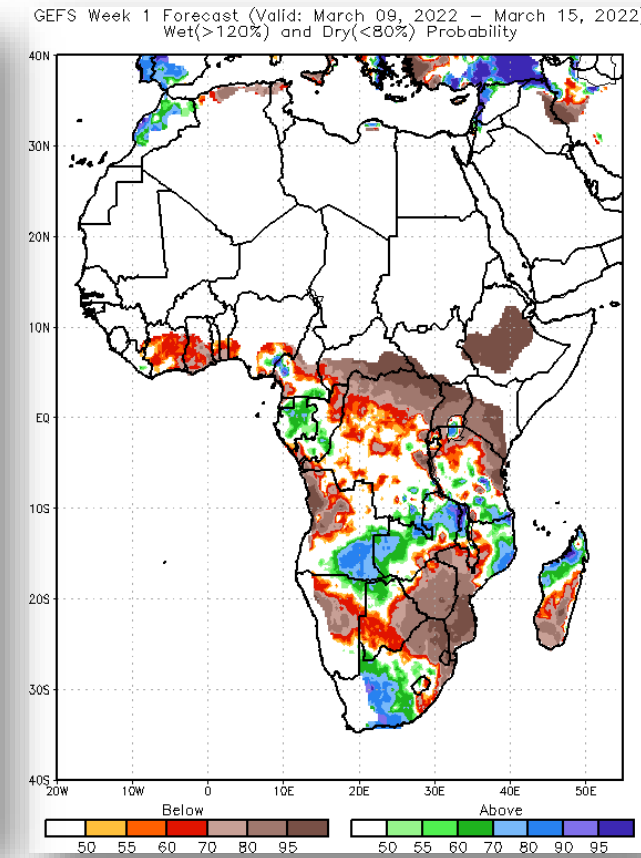 GEFS Week 1 Forecast (Valid: March 09, 2022 – March 15, 2022)
Wet(>120%) and Dry(<80%) Probability
40N
30N
20N
10N
EQ
10S
20S
30S
40S
20W 10W 0 10E 20E 30E 40E 50E
Below Above
50 55 60 70 80 95 50 55 60 70 80 90 95